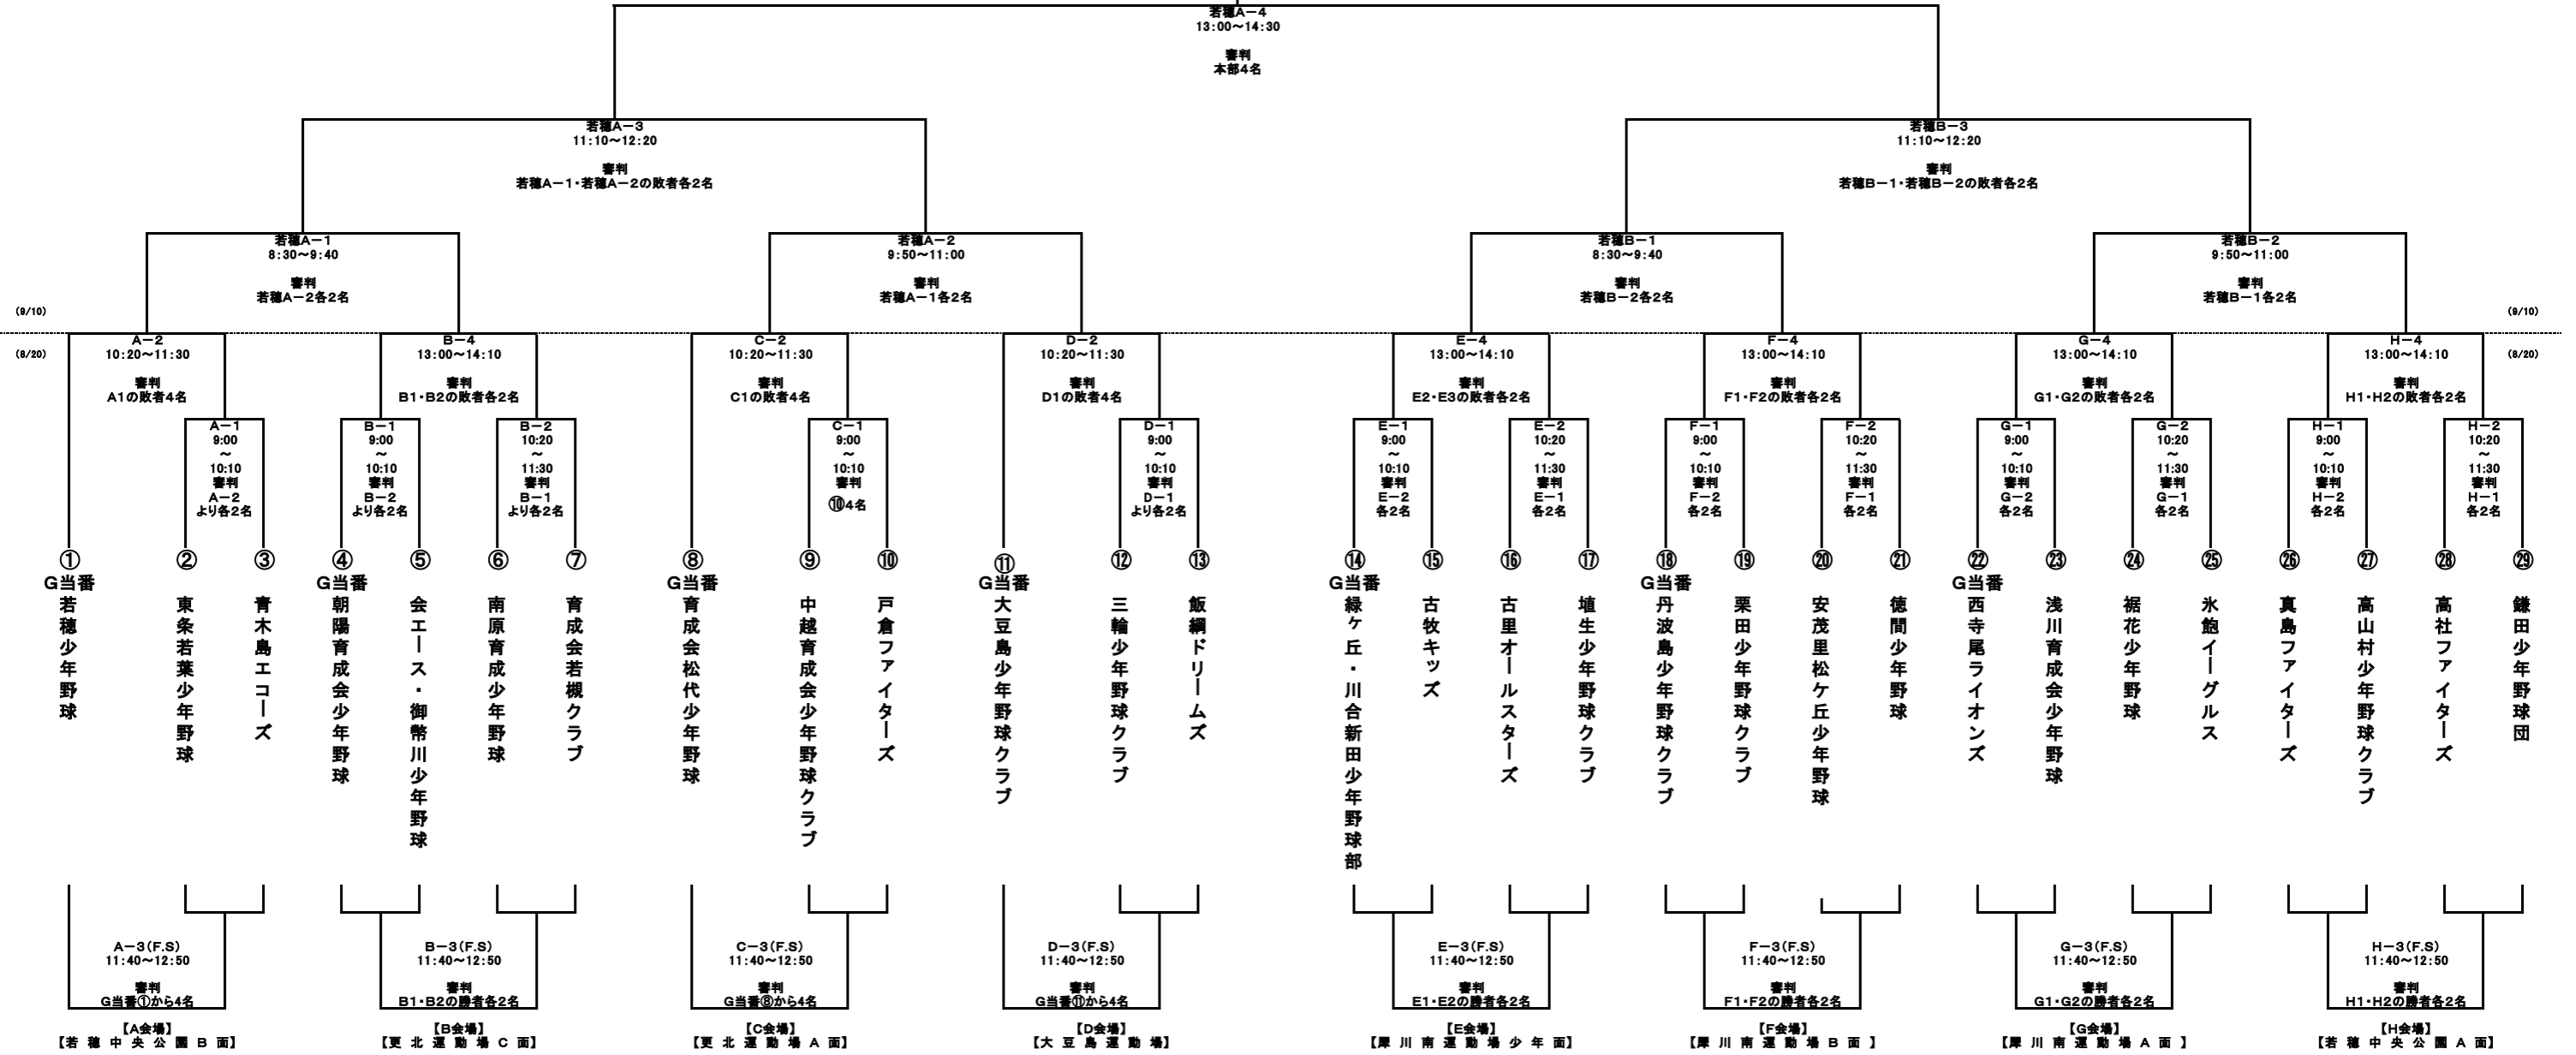 若穂A－4
13:00～14:30
審判
本部4名
若穂A－3
11:10～12:20
審判
若穂A－1・若穂A－2の敗者各2名
若穂B－3
11:10～12:20
審判
若穂B－1・若穂B－2の敗者各2名
若穂A－1
8:30～9:40
審判
若穂A－2各2名
若穂A－2
9:50～11:00
審判
若穂A－1各2名
若穂B－1
8:30～9:40
審判
若穂B－2各2名
若穂B－2
9:50～11:00
審判
若穂B－1各2名
(9/10)
(9/10)
(8/20)
(8/20)
A－2
10:20～11:30
審判
A1の敗者4名
B－4
13:00～14:10
審判
B1・B2の敗者各2名
C－2
10:20～11:30
審判
C1の敗者4名
D－2
10:20～11:30
審判
D1の敗者4名
E－4
13:00～14:10
審判
E2・E3の敗者各2名
F－4
13:00～14:10
審判
F1・F2の敗者各2名
G－4
13:00～14:10
審判
G1・G2の敗者各2名
H－4
13:00～14:10
審判
H1・H2の敗者各2名
A－1
9:00
～
10:10
審判
A－2
より各2名
B－1
9:00
～
10:10
審判
B－2
より各2名
B－2
10:20
～
11:30
審判
B－1
より各2名
C－1
9:00
～
10:10
審判
⑩4名
D－1
9:00
～
10:10
審判
D－1
より各2名
E－1
9:00
～
10:10
審判
E－2
各2名
E－2
10:20
～
11:30
審判
E－1
各2名
F－1
9:00
～
10:10
審判
F－2
各2名
F－2
10:20
～
11:30
審判
F－1
各2名
G－1
9:00
～
10:10
審判
G－2
各2名
G－2
10:20
～
11:30
審判
G－1
各2名
H－1
9:00
～
10:10
審判
H－2
各2名
H－2
10:20
～
11:30
審判
H－1
各2名
①
G当番
若穂少年野球
②
東条若葉少年野球
③
青木島エコーズ
④
G当番
朝陽育成会少年野球
⑤
会エース・御幣川少年野球
⑥
南原育成少年野球
⑦
育成会若槻クラブ
⑧
G当番
育成会松代少年野球
⑨
中越育成会少年野球クラブ
⑩
戸倉ファイターズ
⑪
G当番
大豆島少年野球クラブ
⑫
三輪少年野球クラブ
⑬
飯綱ドリームズ
⑭
G当番
緑ヶ丘・川合新田少年野球部
⑮
古牧キッズ
⑯
古里オールスターズ
⑰
埴生少年野球クラブ
⑱
G当番
丹波島少年野球クラブ
⑲
栗田少年野球クラブ
⑳
安茂里松ケ丘少年野球
㉑
徳間少年野球
㉒
G当番
西寺尾ライオンズ
㉓
浅川育成会少年野球
㉔
裾花少年野球
㉕
氷鉋イーグルス
㉖
真島ファイターズ
㉗
高山村少年野球クラブ
㉘
高社ファイターズ
㉙
鎌田少年野球団
A－3(F.S)
11:40～12:50
審判
G当番①から4名
B－3(F.S)
11:40～12:50
審判
B1・B2の勝者各2名
C－3(F.S)
11:40～12:50
審判
G当番⑧から4名
D－3(F.S)
11:40～12:50
審判
G当番⑪から4名
E－3(F.S)
11:40～12:50
審判
E1・E2の勝者各2名
F－3(F.S)
11:40～12:50
審判
F1・F2の勝者各2名
G－3(F.S)
11:40～12:50
審判
G1・G2の勝者各2名
H－3(F.S)
11:40～12:50
審判
H1・H2の勝者各2名
【A会場】
【若穂中央公園B面】
【B会場】
【更北運動場C面】
【C会場】
【更北運動場A面】
【D会場】
【大豆島運動場】
【E会場】
【犀川南運動場少年面】
【F会場】
【犀川南運動場B面】
【G会場】
【犀川南運動場A面】
【H会場】
【若穂中央公園A面】